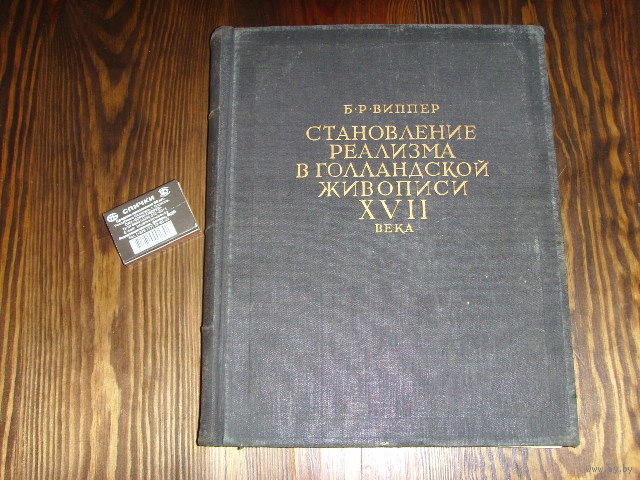 Б·Р·ВИППЕР
СТАНОВЛЕНИЕ
РЕАЛИЗМА
В ГОЛЛАНДСКОЙ
ЖИВОПИСИ
XVII
ВЕКА
СПИЧКИ